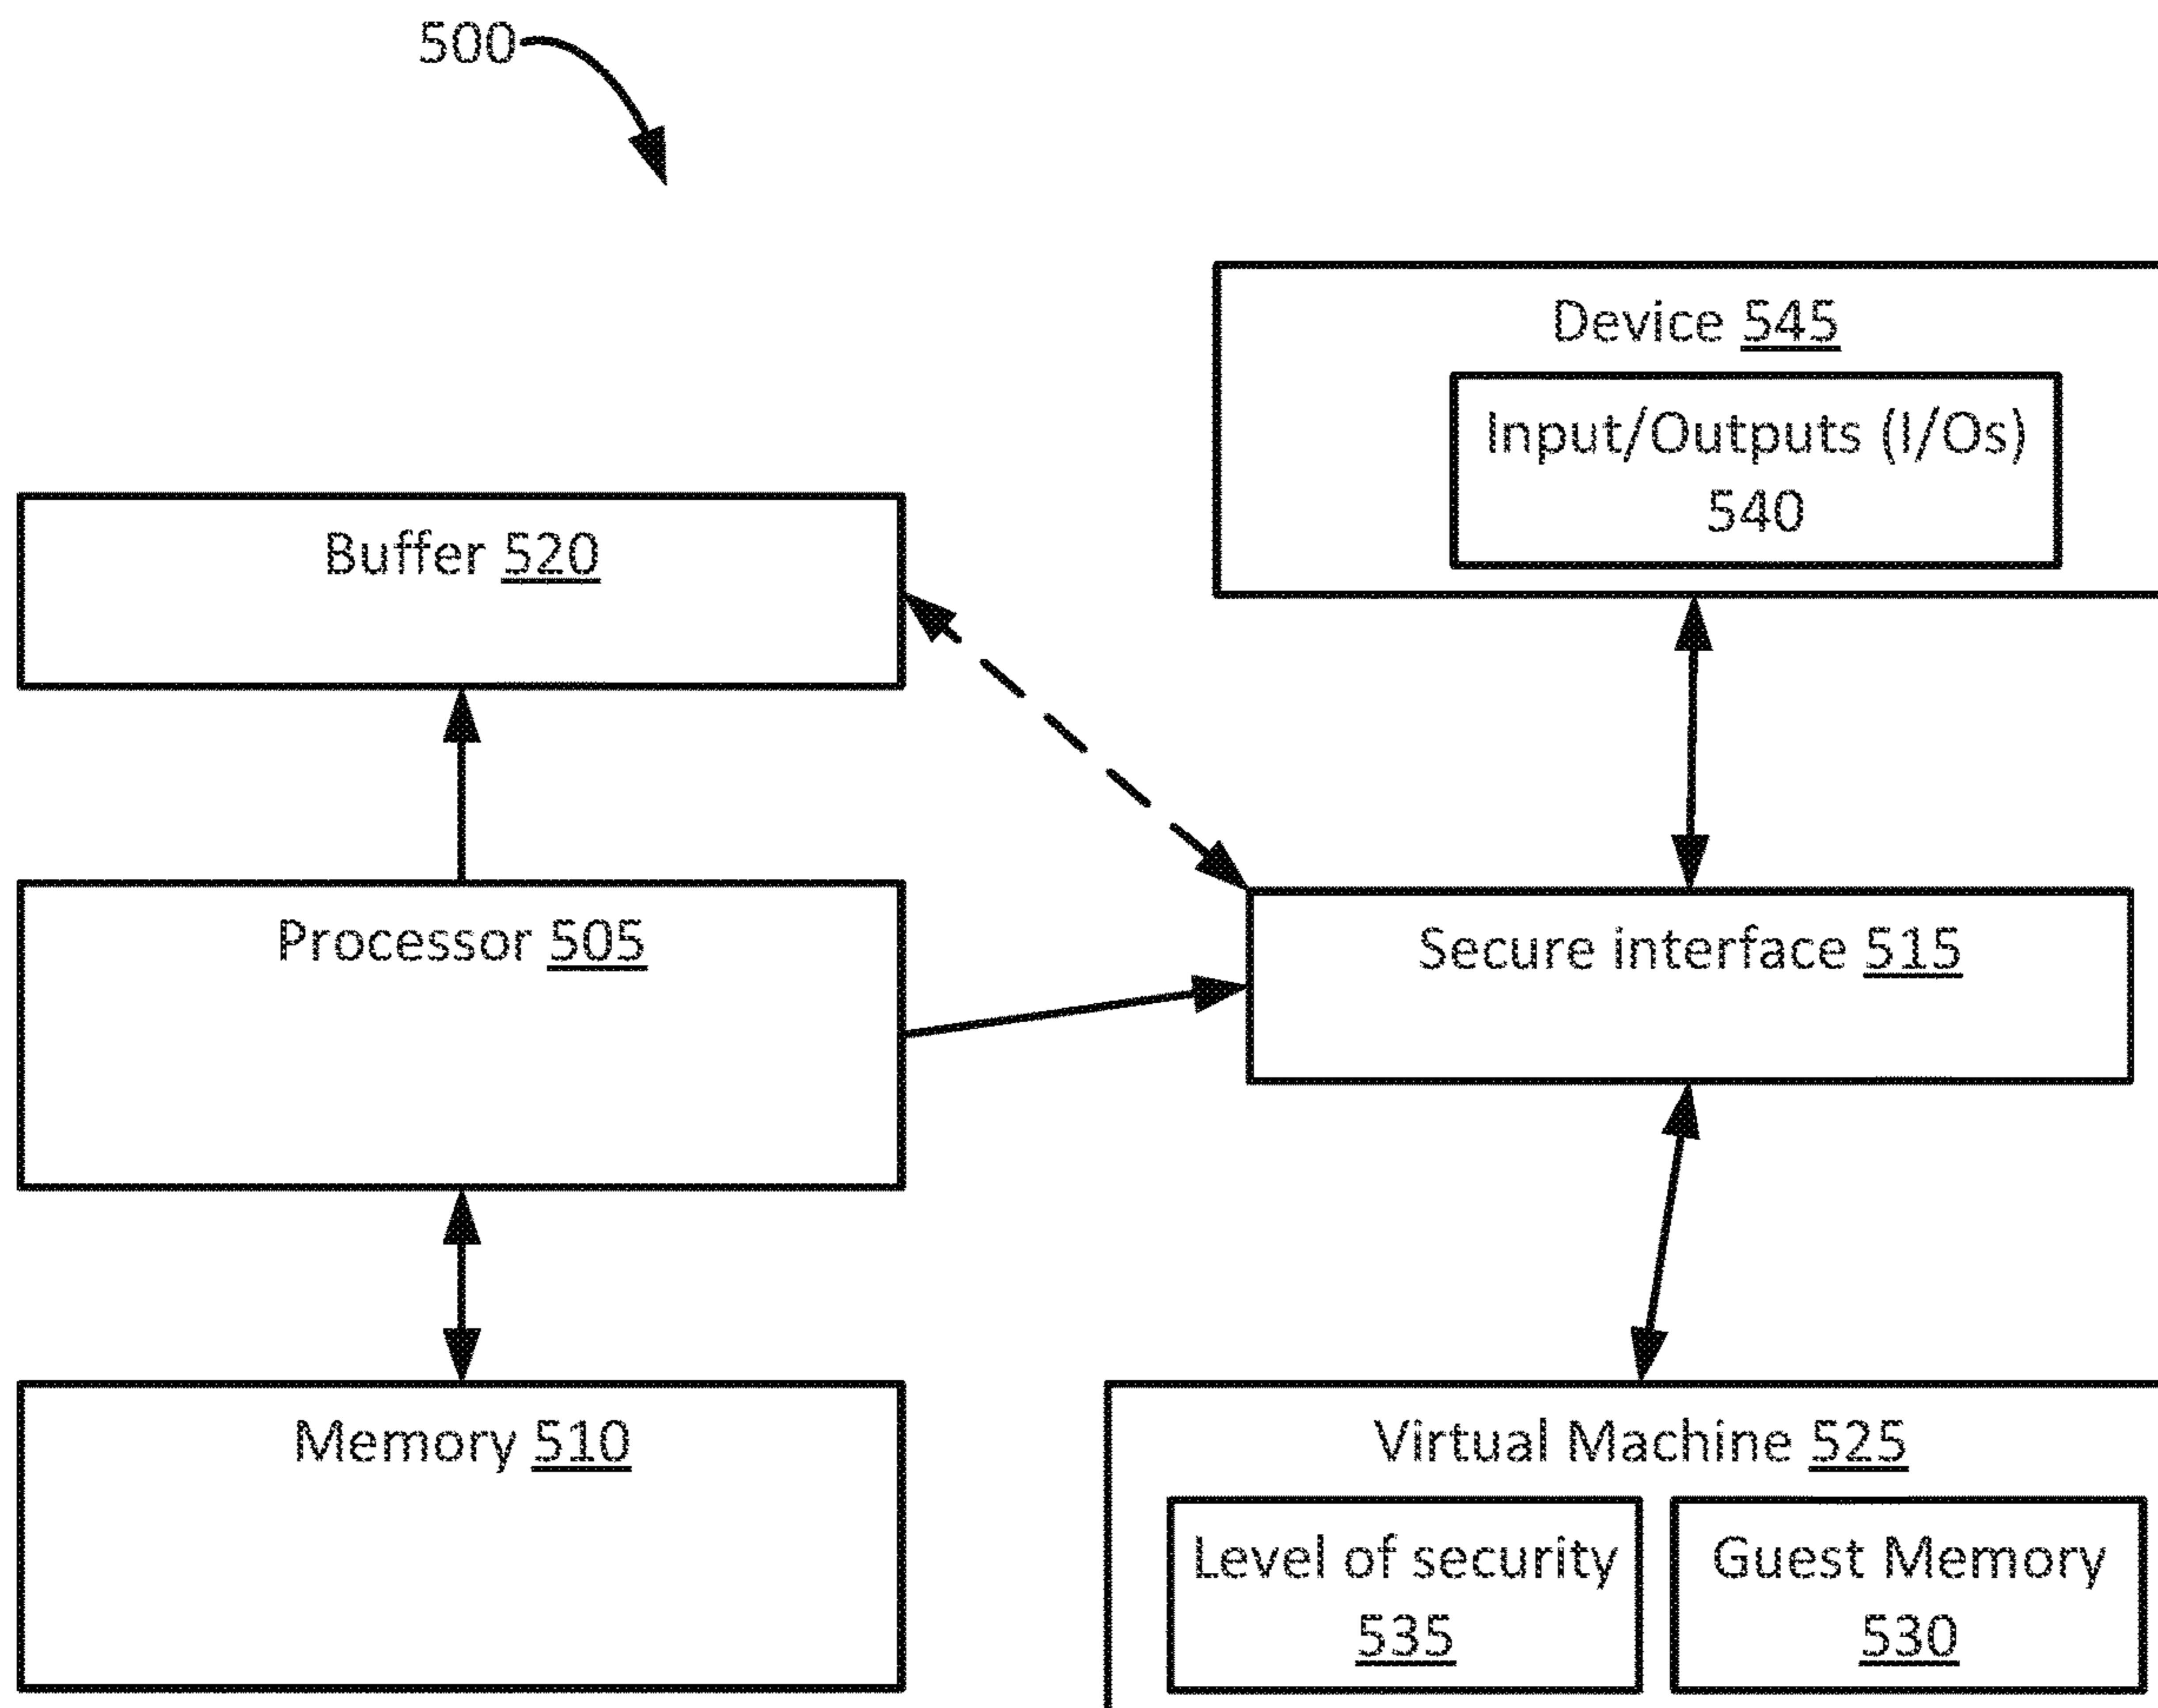 500
Device 545
Input/Outputs (I/Os)
540
Buffer 520
Processor 505
Secure interface 515
Memory 510
Virtual Machine 525
Level of security
535
Guest Memory
530